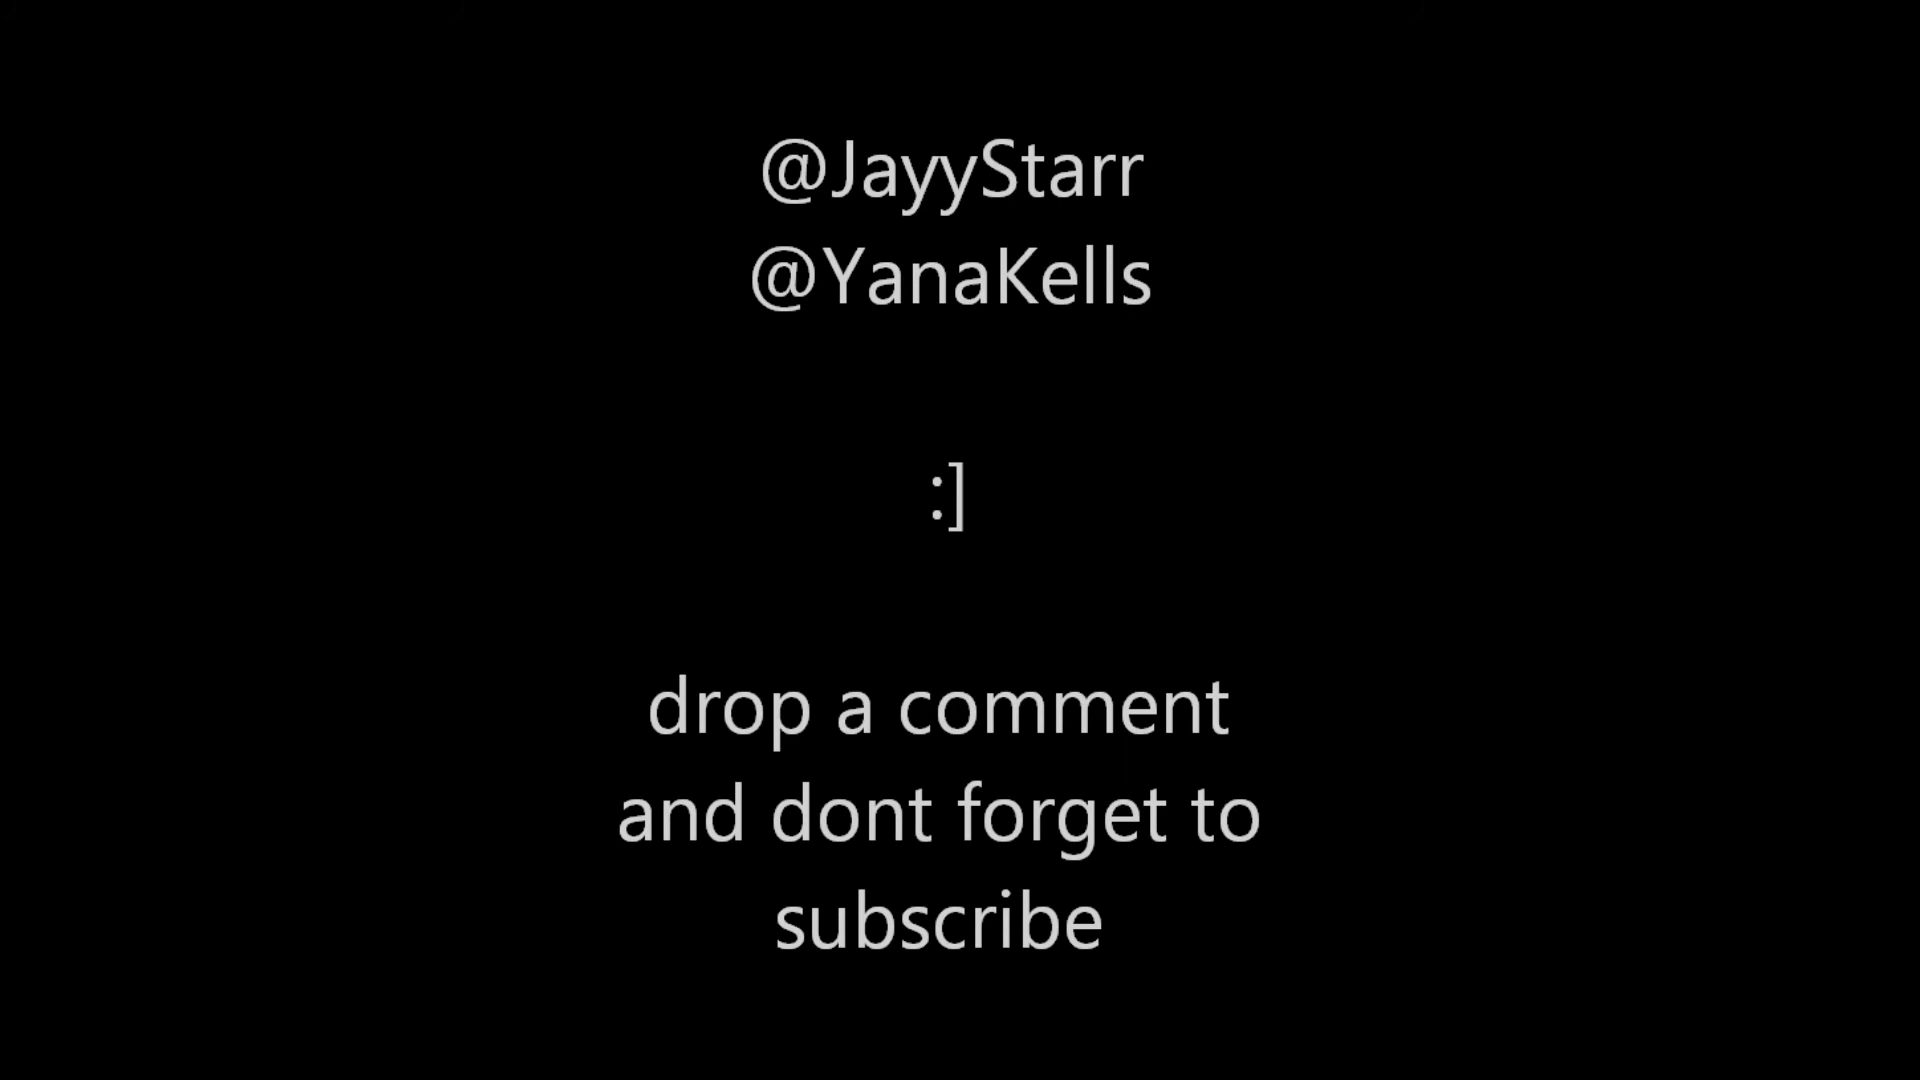 @JayyStarr
@YanaKells
:]
drop a comment
and dont forget to
subscribe